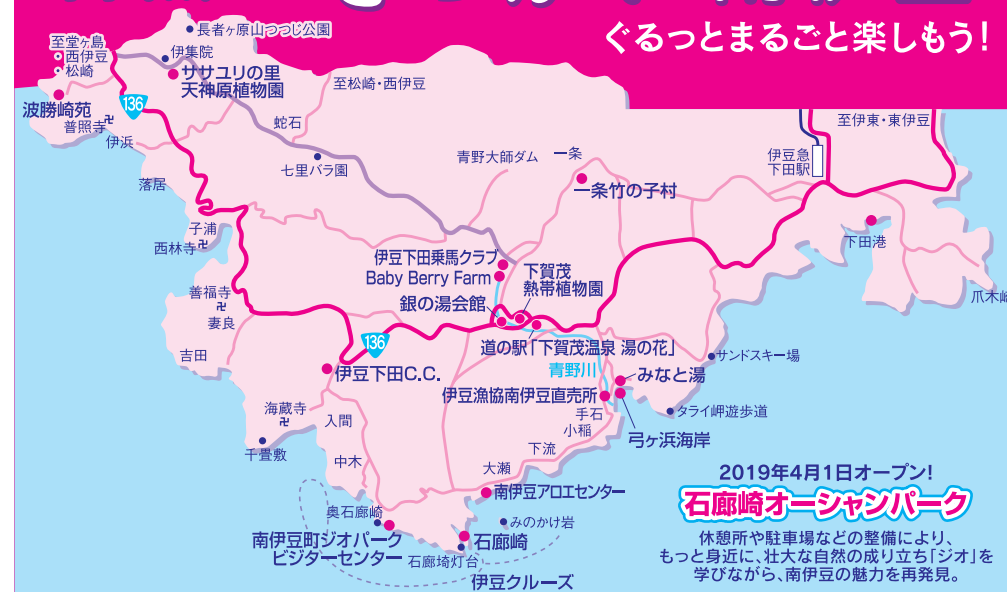 ぐるっとまるごと楽しもう!
長者ヶ原山つつじ公園
至堂ヶ島
西伊豆
松崎
伊集院
ササユリの里
天神原植物園
至松崎・西伊豆
136
波勝崎苑
普照寺
伊浜
蛇石
七里バラ園
青野大師ダム
一条
一条竹の子村
至伊東・東伊豆
伊豆急
下田駅
落居
子浦
西林寺
下田港
爪木崎
伊豆下田乗馬クラブ
Baby Berry Farm
下賀茂
熱帯植物園
銀の湯会館
善福寺
妻良
吉田
136
道の駅「下賀茂温泉 湯の花」
サンドスキー場
青野川
伊豆下田C.C.
みなと湯
伊豆漁協南伊豆直売所
タライ岬遊歩道
手石
小稲
弓ヶ浜海岸
海蔵寺
入間
千畳敷
中木
下流
大瀬
南伊豆アロエセンター
奥石廊崎
みのかけ岩
南伊豆町ジオパーク
ビジターセンター
石廊崎
石廊埼灯台
伊豆クルーズ
2019年4月1日オープン!
石廊崎オーシャンパーク
休憩所や駐車場などの整備により、
もっと身近に、壮大な自然の成り立ち「ジオ」を
学びながら、南伊豆の魅力を再発見。